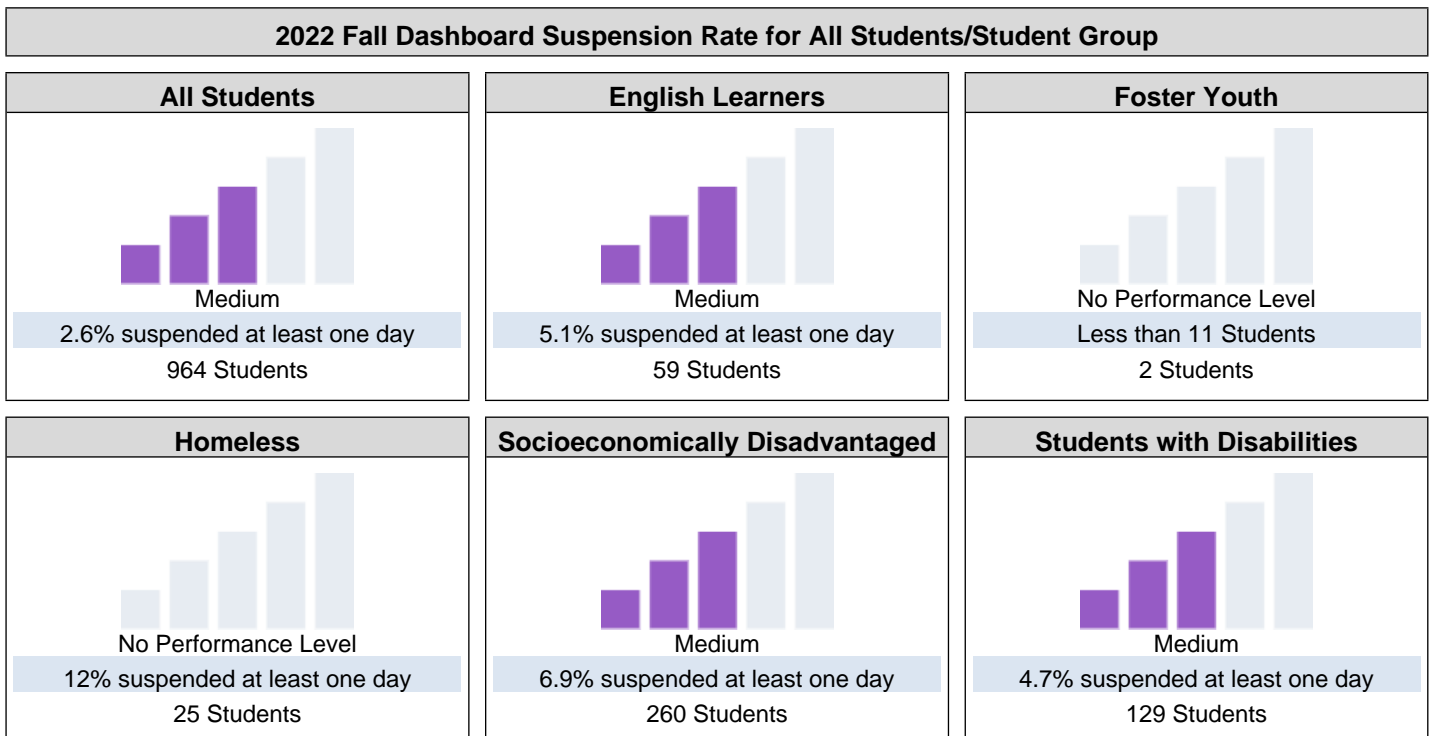 2022 Fall Dashboard Suspension Rate for All Students/Student Group
All Students
Medium
2.6% suspended at least one day
964 Students
English Learners
Medium
5.1% suspended at least one day
59 Students
Foster Youth
No Performance Level
Less than 11 Students
2 Students
Homeless
No Performance Level
12% suspended at least one day
25 Students
Socioeconomically Disadvantaged
Medium
6.9% suspended at least one day
260 Students
Students with Disabilities
Medium
4.7% suspended at least one day
129 Students